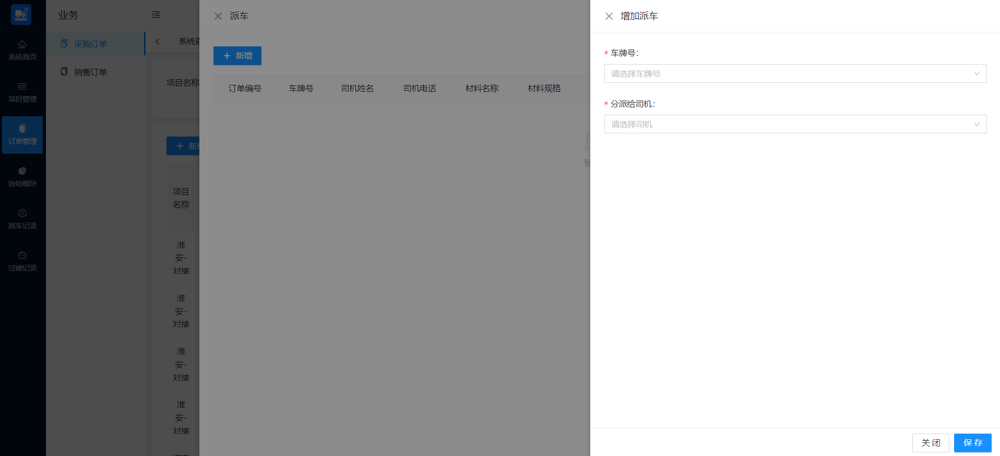 系统首页
项目管理
订单管理
协助模块
派车记录
过磅记录
业务
采购订单
销售订单
系统首
项目名称
新增
项目
名称
淮
安-
对接
淮
安-
对接
淮
安-
对接
淮
安-
对接
派车
新增
订单编号 车牌号 司机姓名 司机电话 材料名称 材料规格
暂
增加派车
* 车牌号：
请选择车牌号
* 分派给司机：
请选择司机
关 闭 保 存